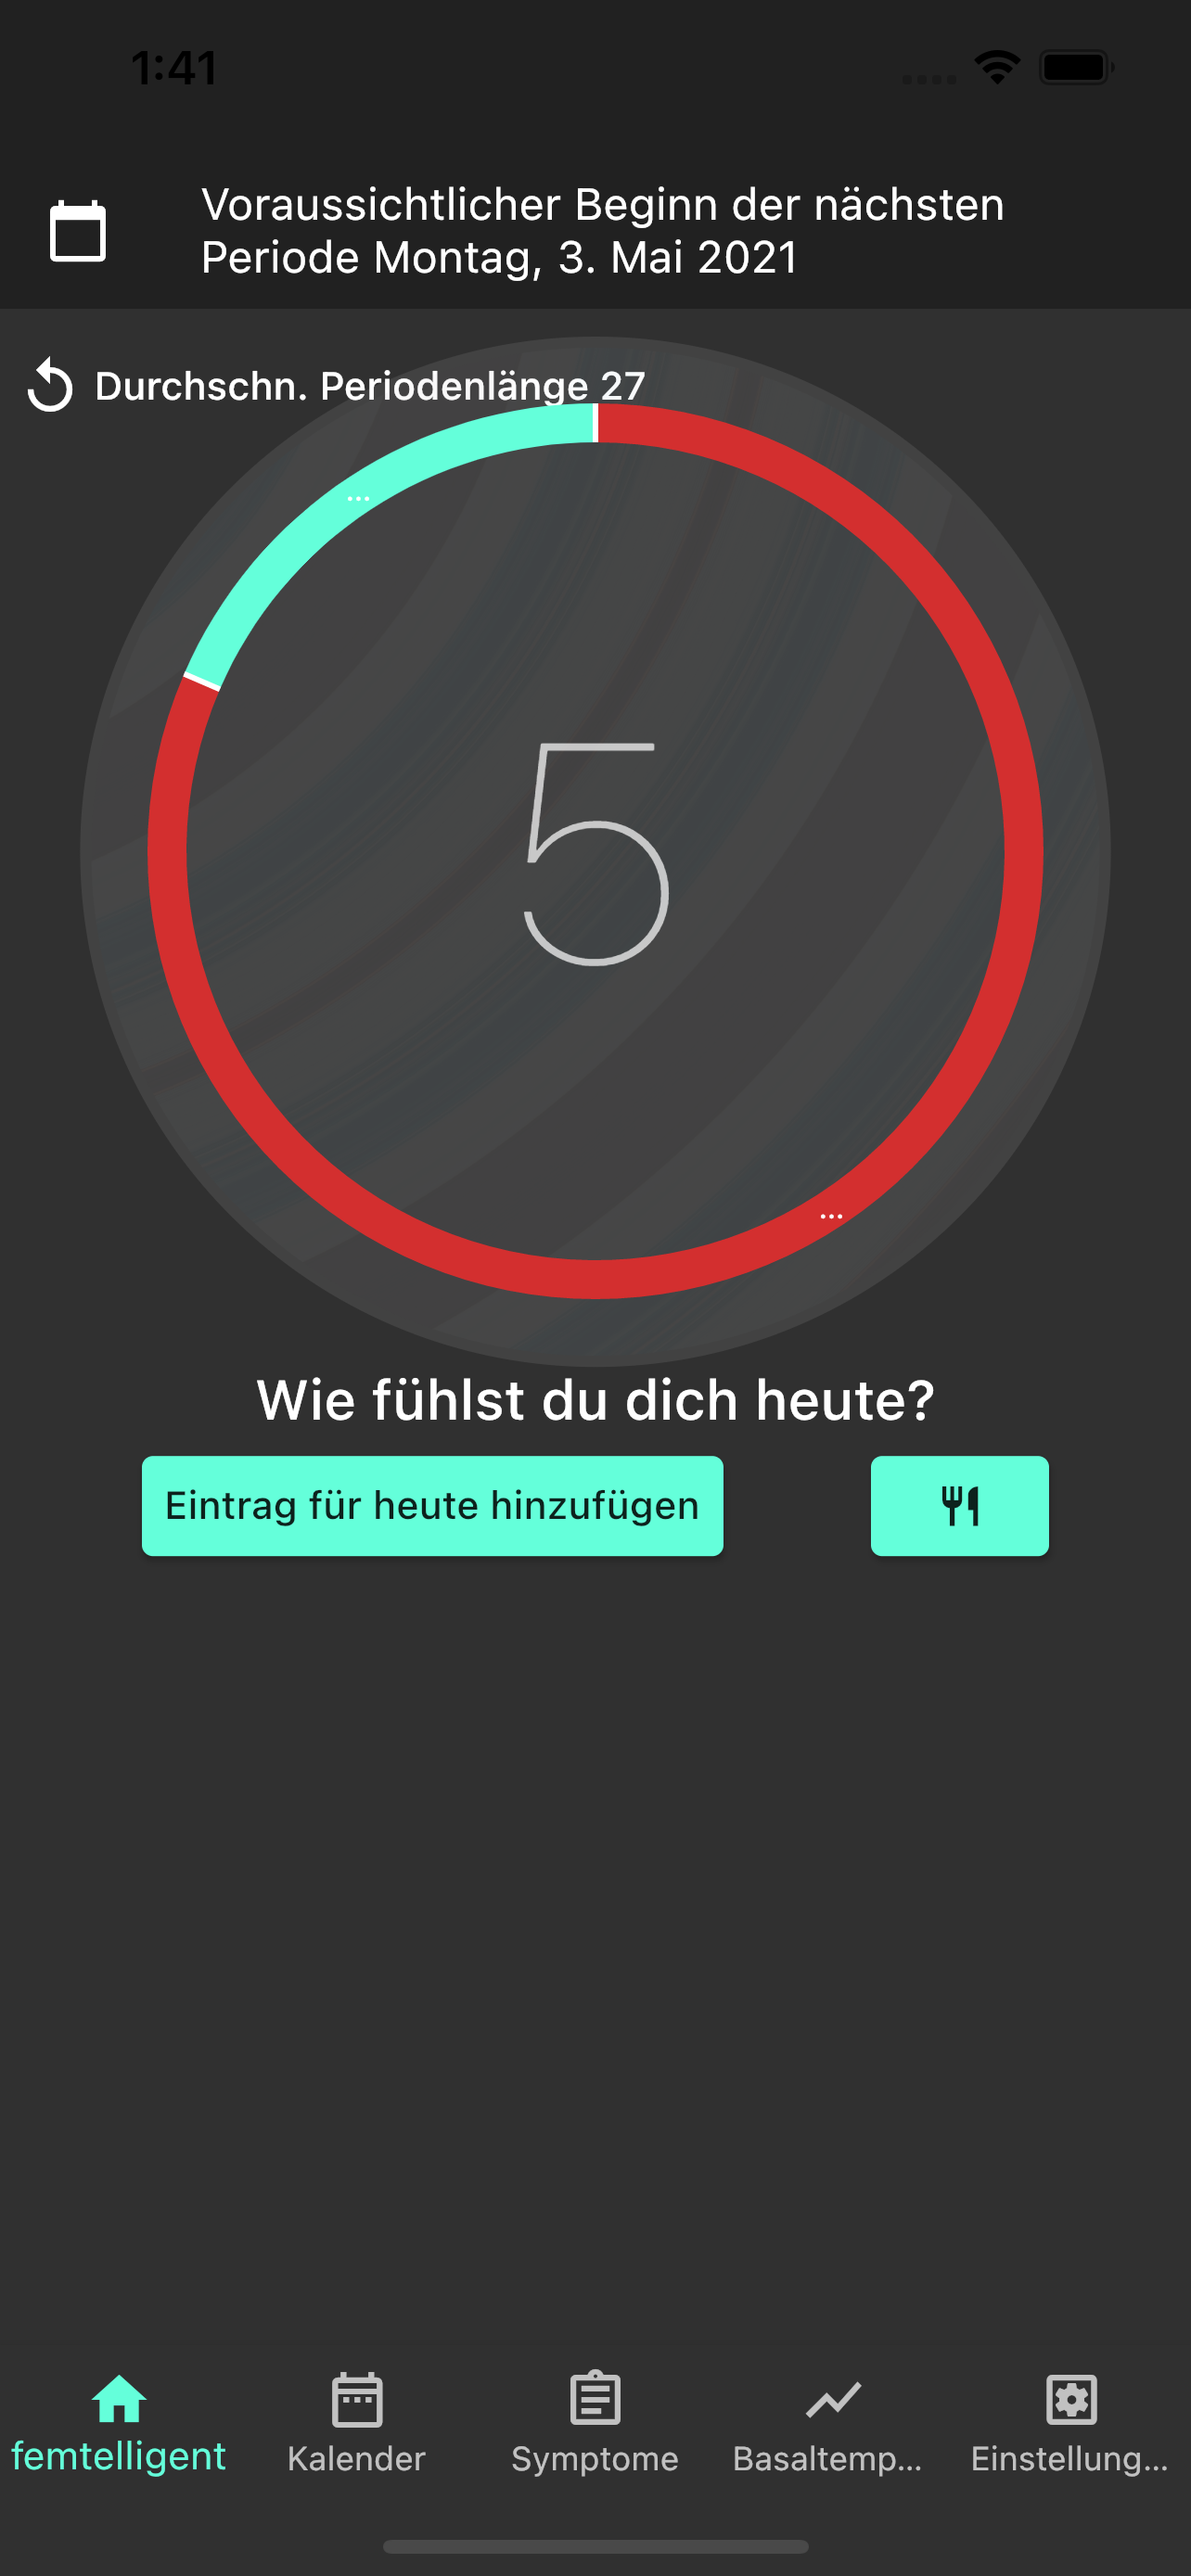 1:41
Voraussichtlicher Beginn der nächsten
Periode Montag, 3. Mai 2021
Durchschn. Periodenlänge 27
...
5
...
Wie fühlst du dich heute?
Eintrag für heute hinzufügen
femtelligent
Kalender
Symptome
Basaltemp...
Einstellung...